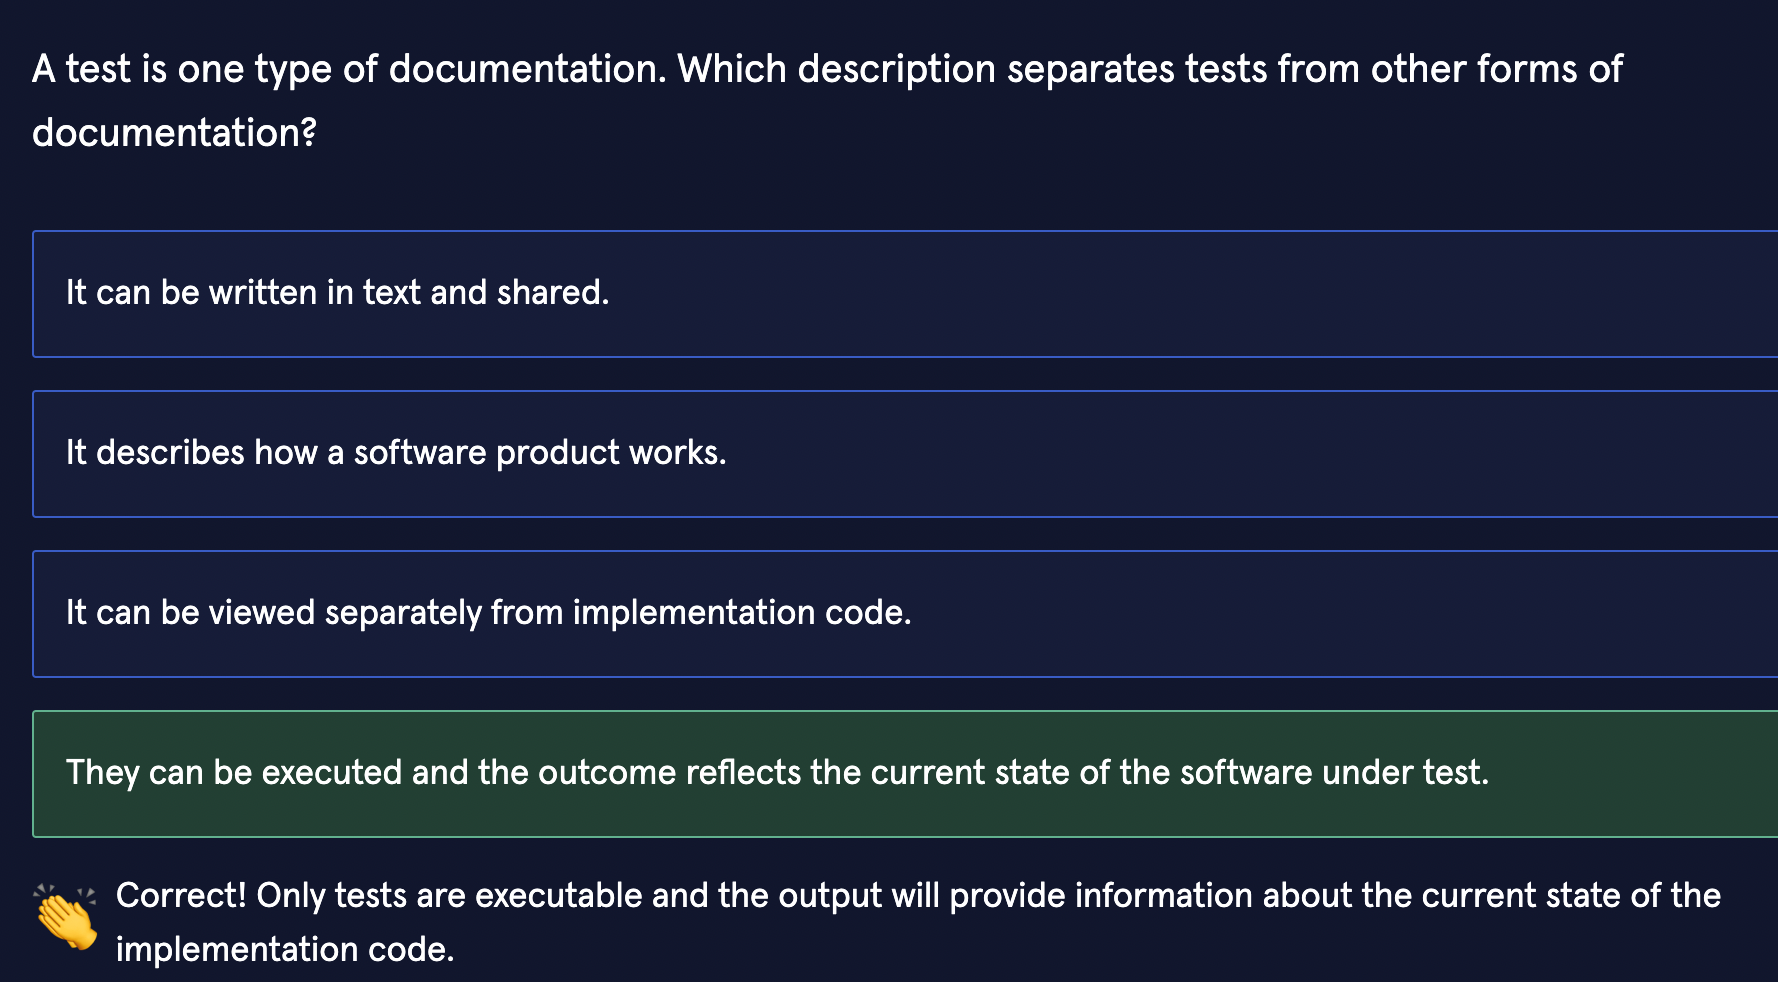 A test is one type of documentation. Which description separates tests from other forms of
documentation?
It can be written in text and shared.
It describes how a software product works.
It can be viewed separately from implementation code.
They can be executed and the outcome reflects the current state of the software under test.
Correct! Only tests are executable and the output will provide information about the current state of the
implementation code.